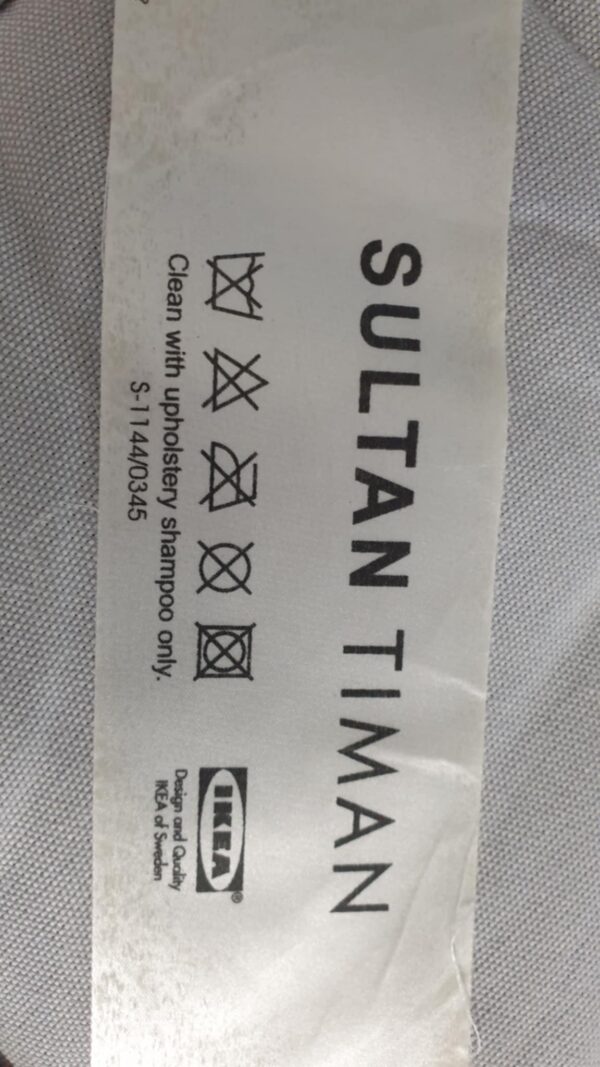 SULTAN TIMAN
Clean with upholstery shampoo only.
S-1144/0345
IKEA®
Design and Quality
IKEA of Sweden